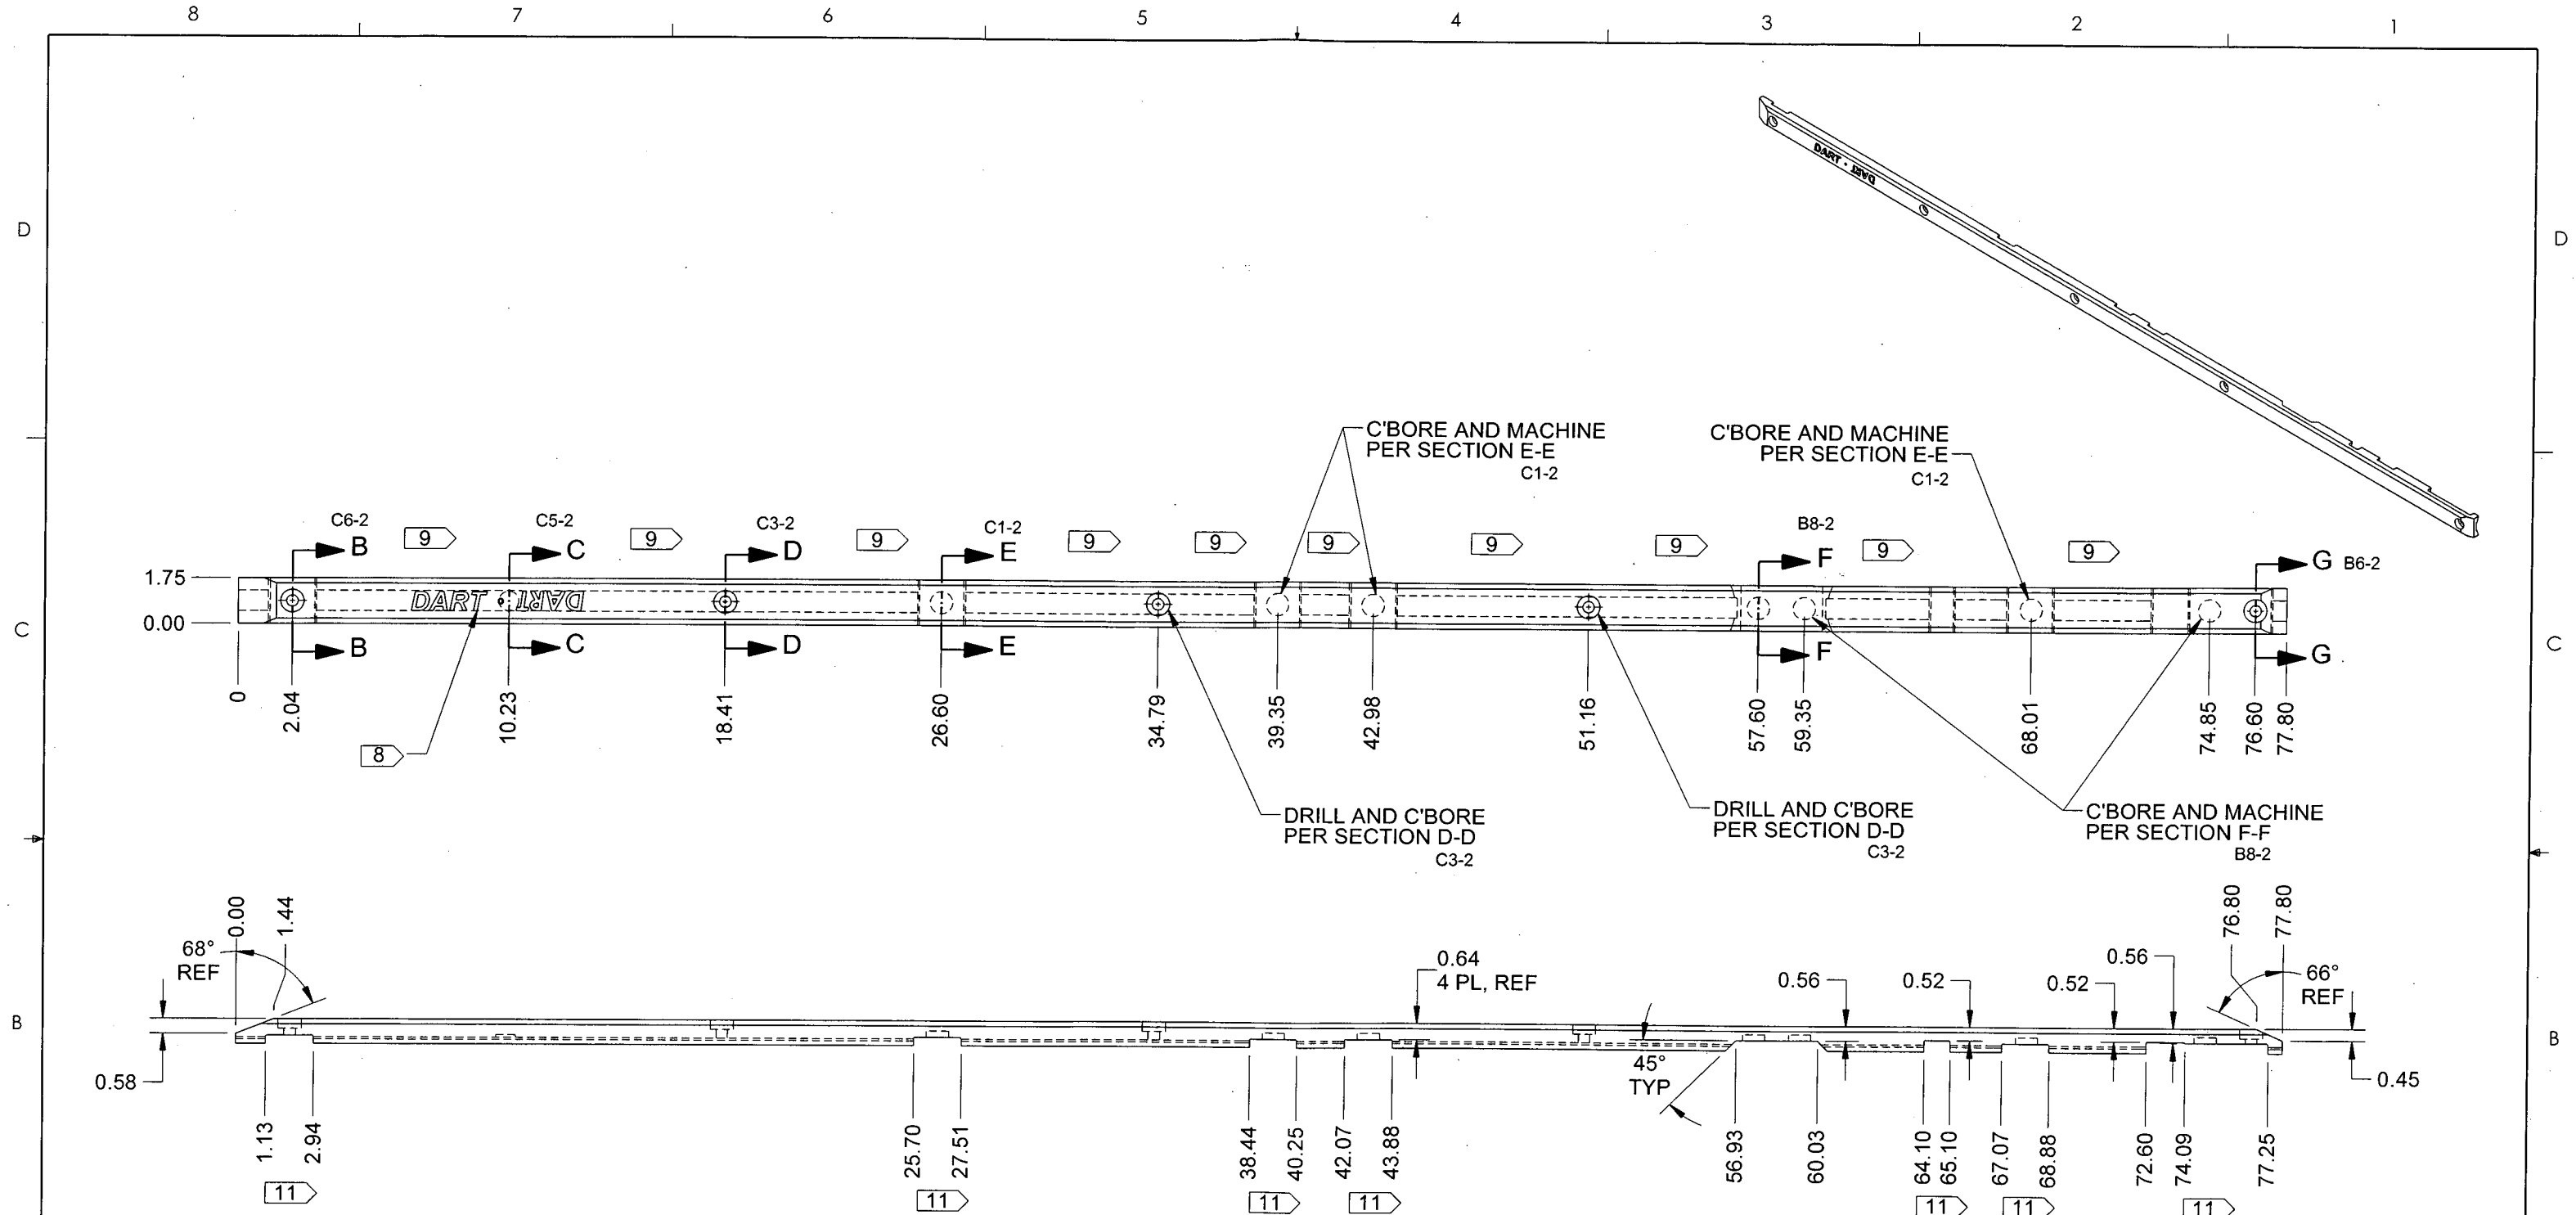 8 7 6 5 4 3 2 1
D D
DART • DART
C'BORE AND MACHINE
PER SECTION E-E
C1-2
C'BORE AND MACHINE
PER SECTION E-E
C1-2
C6-2 C5-2 C3-2 C1-2 B8-2
9 9 9 9 9 9 9 9 9 9
B C D E F G B6-2
1.75
DART • DART
0.00
C C
B C D E F G
0 2.04 10.23 18.41 26.60 34.79 39.35 42.98 51.16 57.60 59.35 68.01 74.85 76.60 77.80
8
DRILL AND C'BORE
PER SECTION D-D
C3-2
DRILL AND C'BORE
PER SECTION D-D
C3-2
C'BORE AND MACHINE
PER SECTION F-F
B8-2
0.00 1.44 76.80 77.80
68°
REF
0.64
4 PL, REF
0.56 0.52 0.52 0.56
66°
REF
B B
0.58
45°
TYP
0.45
1.13 2.94 25.70 27.51 38.44 40.25 42.07 43.88 56.93 60.03 64.10 65.10 67.07 68.88 72.60 74.09 77.25
11 11 11 11 11 11 11